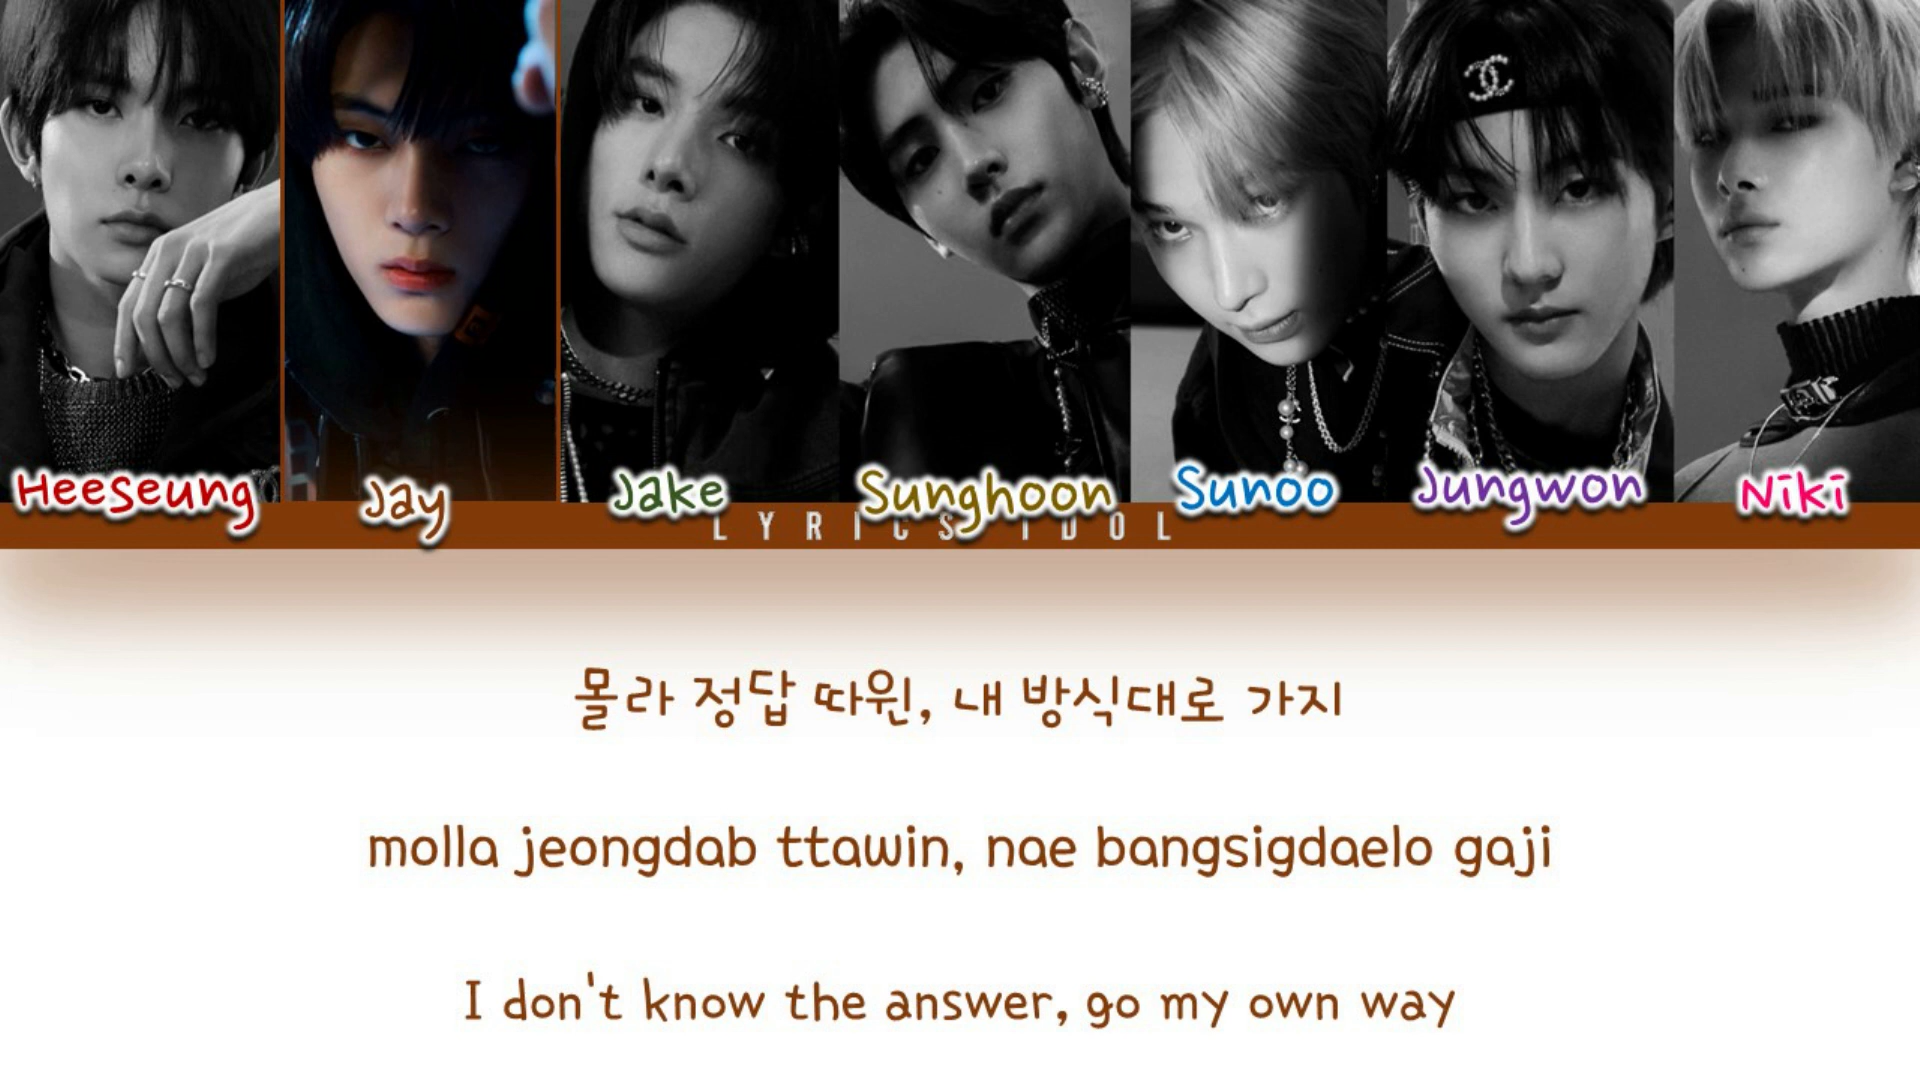 Heeseung Jay Jake Sunghoon Sunoo Jungwon Niki
LYRICS IDOL
몰라 정답 따윈, 내 방식대로 가지
molla jeongdab ttawin, nae bangsigdaelo gaji
I don't know the answer, go my own way